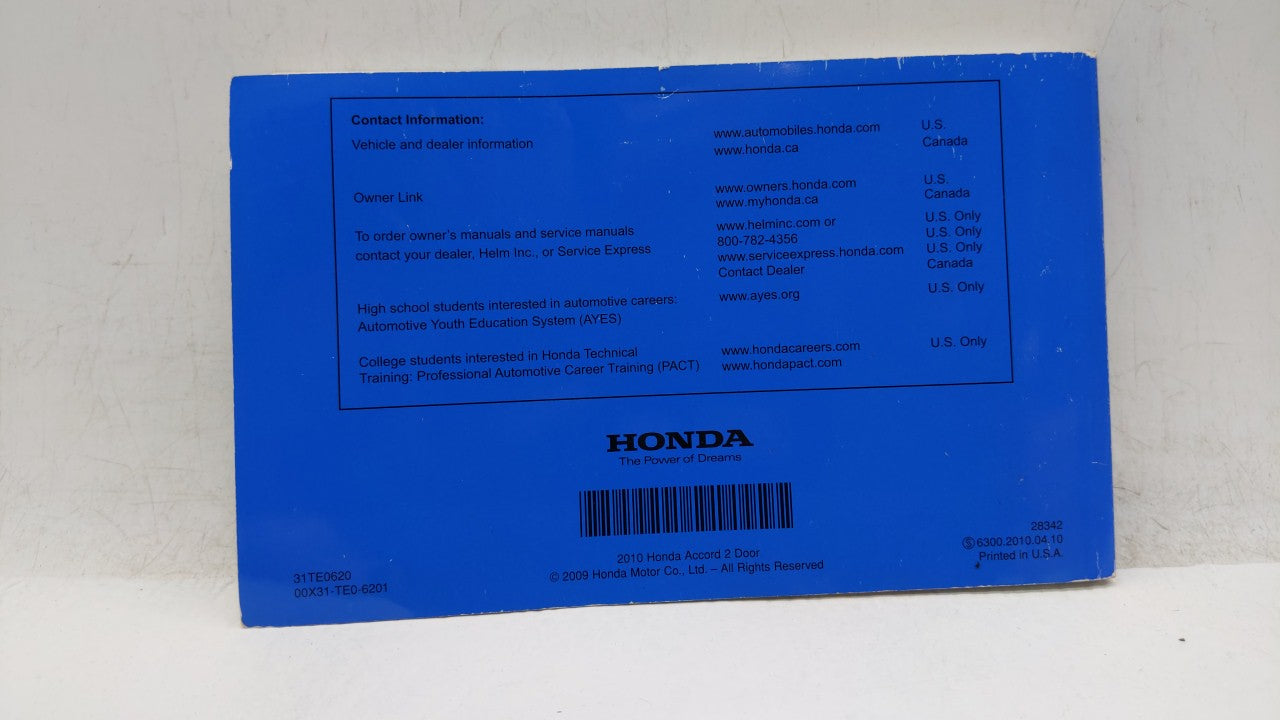 Contact Information:
Vehicle and dealer information www.automobiles.honda.com U.S.
www.honda.ca Canada
Owner Link www.owners.honda.com U.S.
www.myhonda.ca Canada
To order owner's manuals and service manuals www.helminc.com or U.S. Only
contact your dealer, Helm Inc., or Service Express 800-782-4356 U.S. Only
www.serviceexpress.honda.com U.S. Only
Contact Dealer Canada
High school students interested in automotive careers: www.ayes.org U.S. Only
Automotive Youth Education System (AYES)
College students interested in Honda Technical www.hondacareers.com U.S. Only
Training: Professional Automotive Career Training (PACT) www.hondapact.com
HONDA
The Power of Dreams
2010 Honda Accord 2 Door
© 2009 Honda Motor Co., Ltd. – All Rights Reserved
31TE0620
00X31-TE0-6201
28342
Ⓢ6300.2010.04.10
Printed in U.S.A.